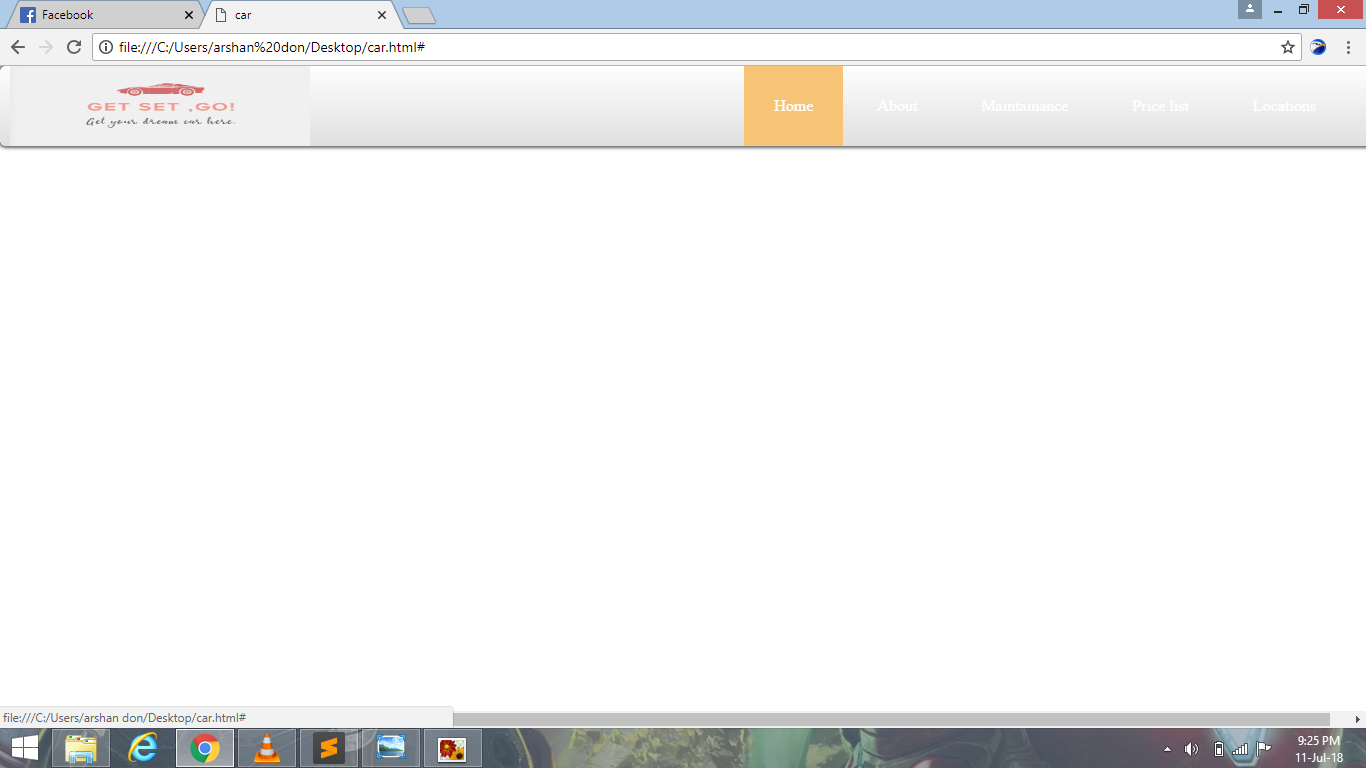 Facebook
car
file:///C:/Users/arshan%20don/Desktop/car.html#
GET SET ,GO!
Get your dream car here.
Home About Maintainance Price list Locations
file:///C:/Users/arshan don/Desktop/car.html#
9:25 PM
11-Jul-18